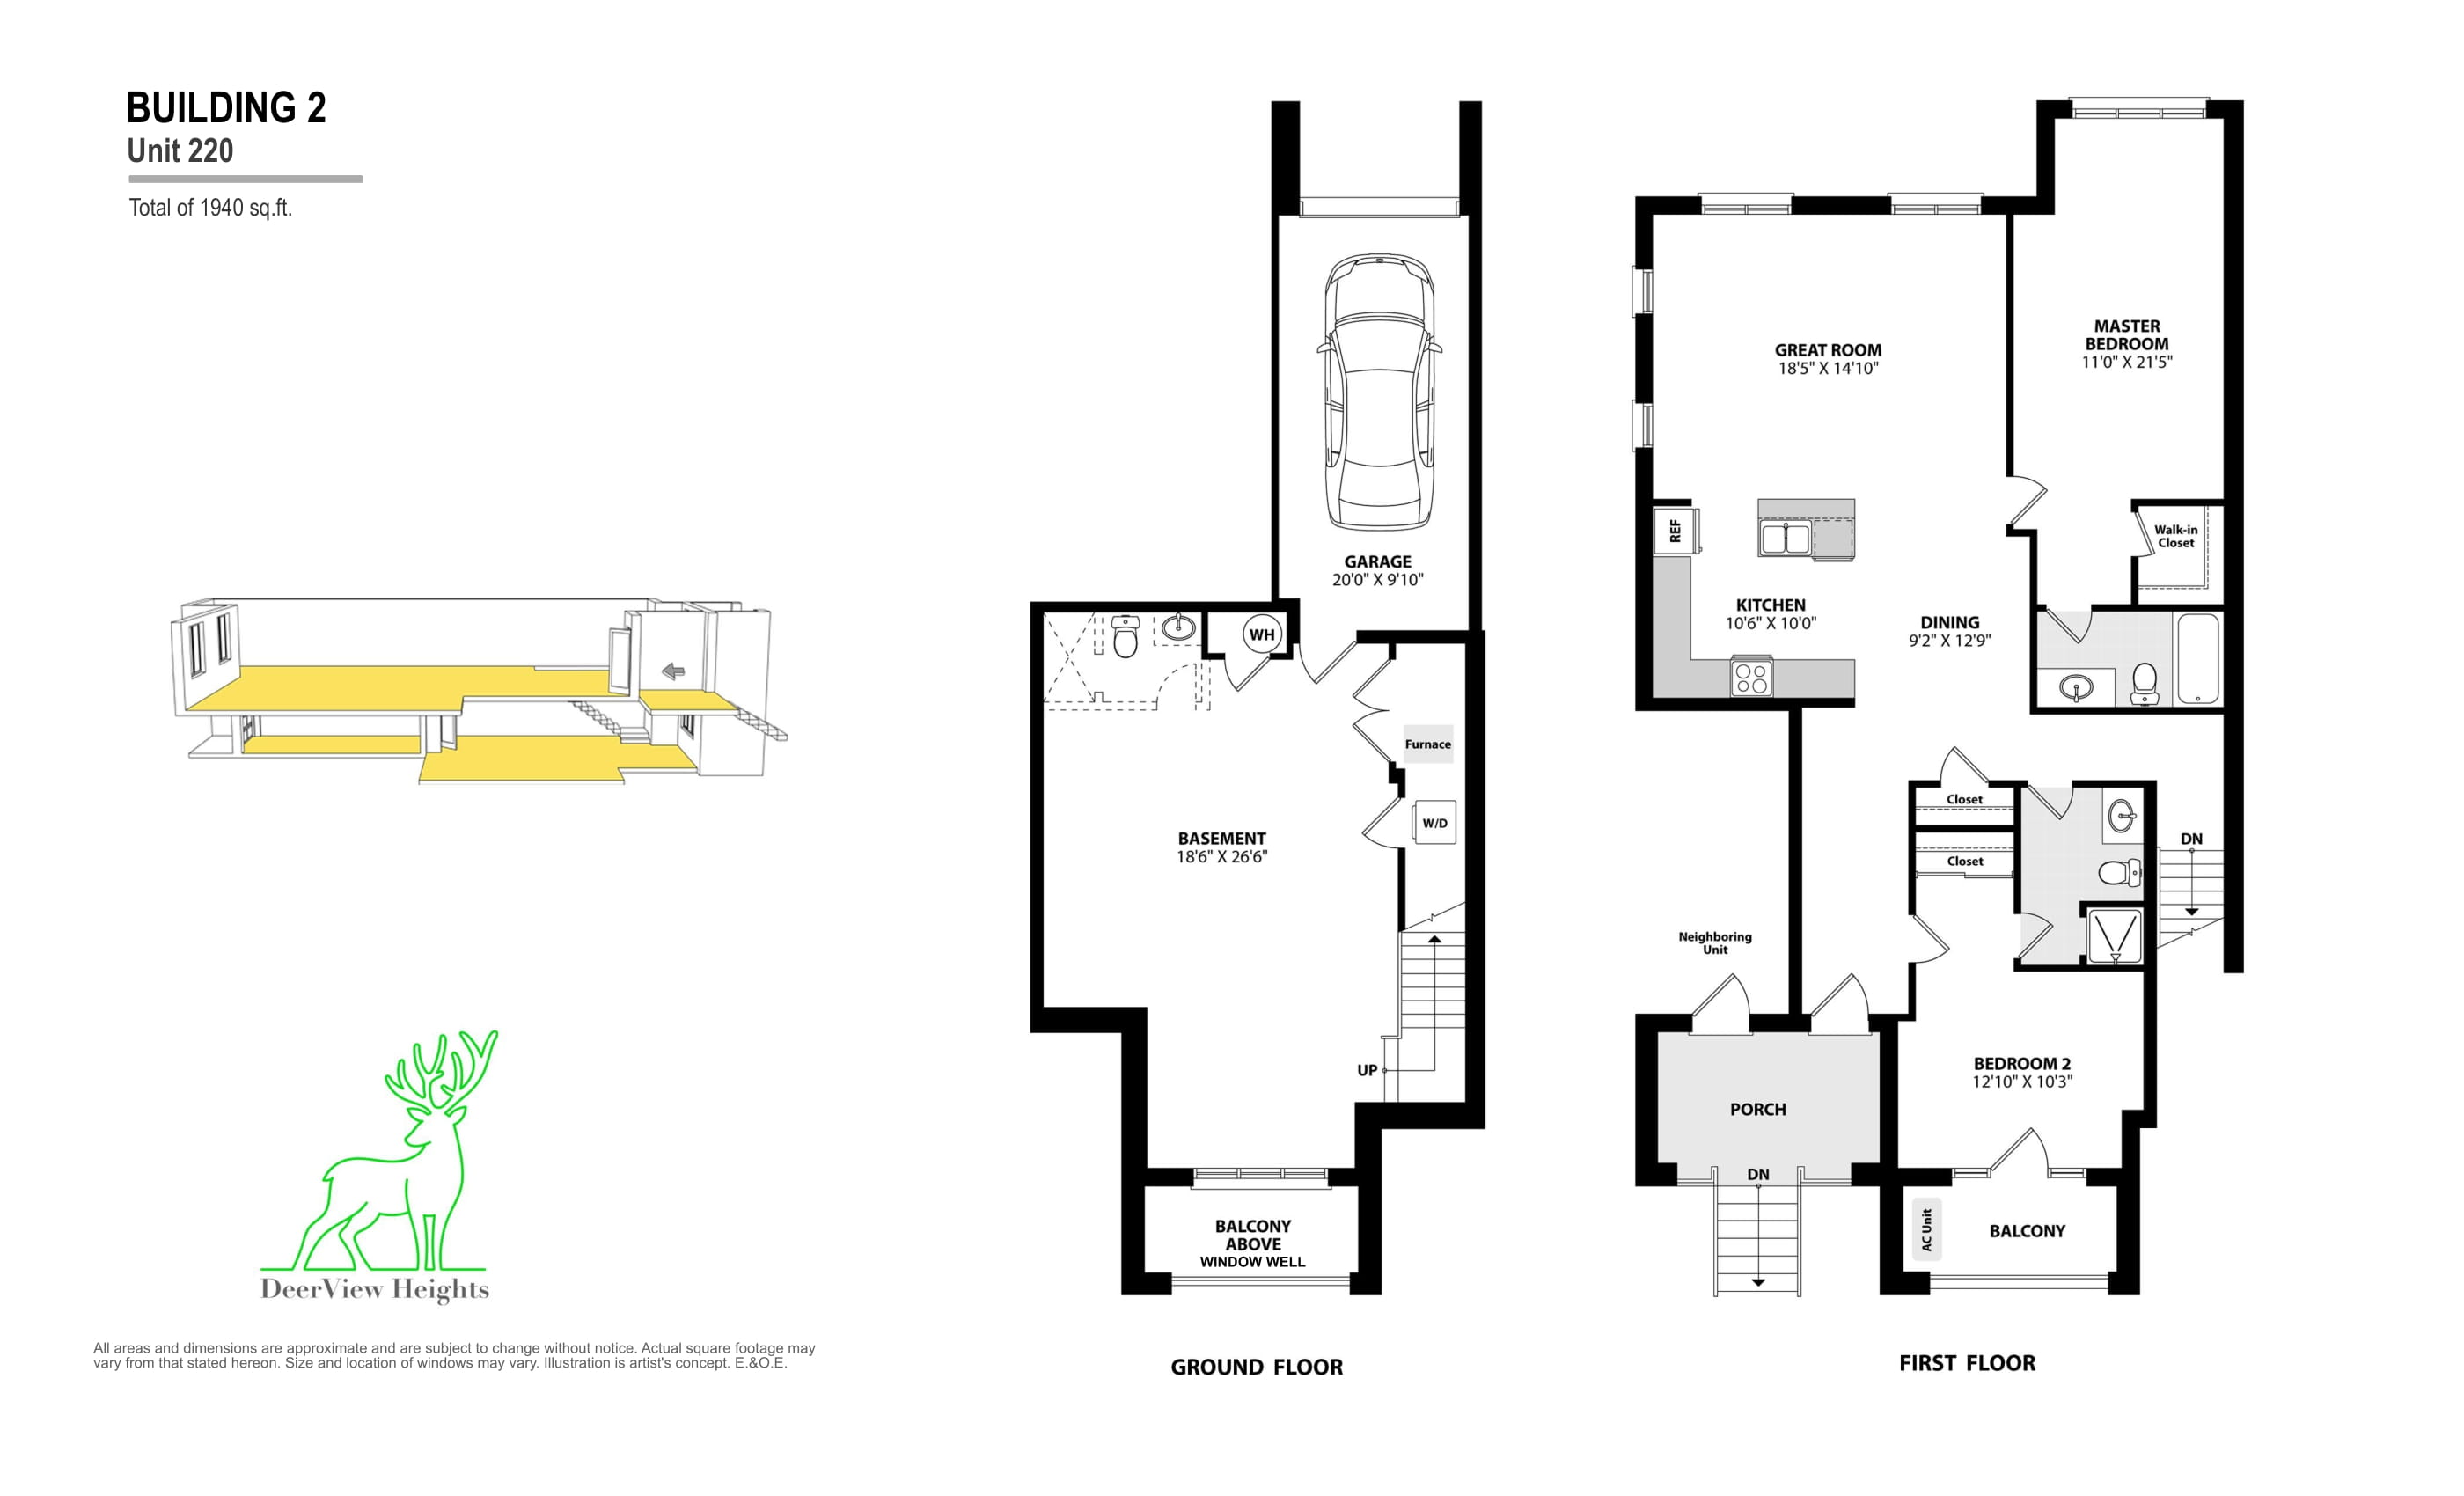 BUILDING 2
Unit 220
Total of 1940 sq.ft.
DeerView Heights
All areas and dimensions are approximate and are subject to change without notice. Actual square footage may
vary from that stated hereon. Size and location of windows may vary. Illustration is artist's concept. E.&O.E.
GARAGE
20'0" X 9'10"
WH
Furnace
W/D
BASEMENT
18'6" X 26'6"
UP
BALCONY
ABOVE
WINDOW WELL
GROUND FLOOR
MASTER
BEDROOM
11'0" X 21'5"
GREAT ROOM
18'5" X 14'10"
REF
Walk-in
Closet
KITCHEN
10'6" X 10'0"
DINING
9'2" X 12'9"
Closet
Closet
DN
Neighboring
Unit
BEDROOM 2
12'10" X 10'3"
PORCH
DN
AC Unit
BALCONY
FIRST FLOOR